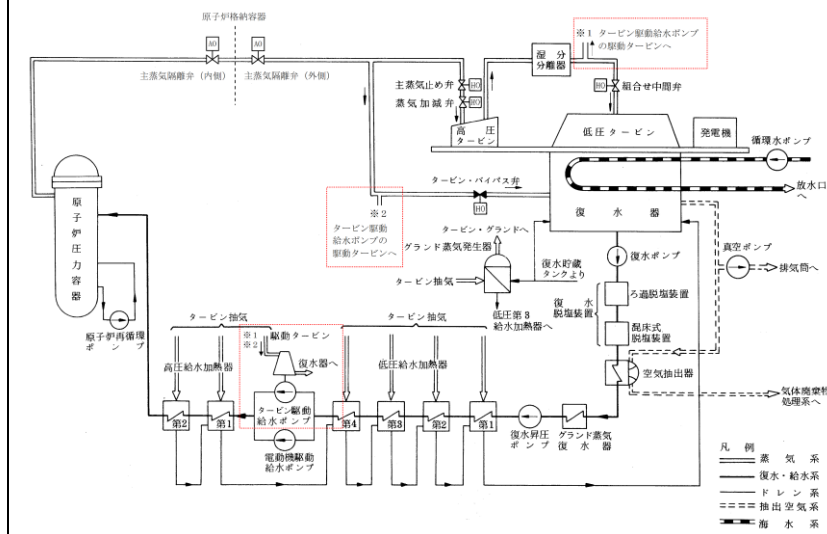 原子炉格納容器
AO
AO
主蒸気隔離弁（内側）
主蒸気隔離弁（外側）
※1 タービン駆動給水ポンプ
の駆動タービンへ
湿分
分離器
主蒸気止め弁
HO
蒸気加減弁
HO
HO
組合せ中間弁
高圧
タービン
低圧タービン
発電機
循環水ポンプ
放水口
へ
タービン・バイパス弁
HO
※2
タービン駆動
給水ポンプの
駆動タービンへ
復水器
原子炉圧力容器
タービン・グランドへ
グランド蒸気発生器
復水貯蔵
タンクより
タービン抽気
低圧第3
給水加熱器へ
復水ポンプ
真空ポンプ
排気筒へ
ろ過脱塩装置
復水
脱塩装置
混床式
脱塩装置
空気抽出器
気体廃棄物
処理系へ
原子炉再循環
ポンプ
タービン抽気
タービン抽気
※1
※2
駆動タービン
復水器へ
高圧給水加熱器
低圧給水加熱器
タービン駆動
給水ポンプ
電動機駆動
給水ポンプ
第2
第1
第4
第3
第2
第1
復水昇圧
ポンプ
グランド蒸気
復水器
凡例
蒸気系
復水・給水系
ドレン系
抽出空気系
海水系